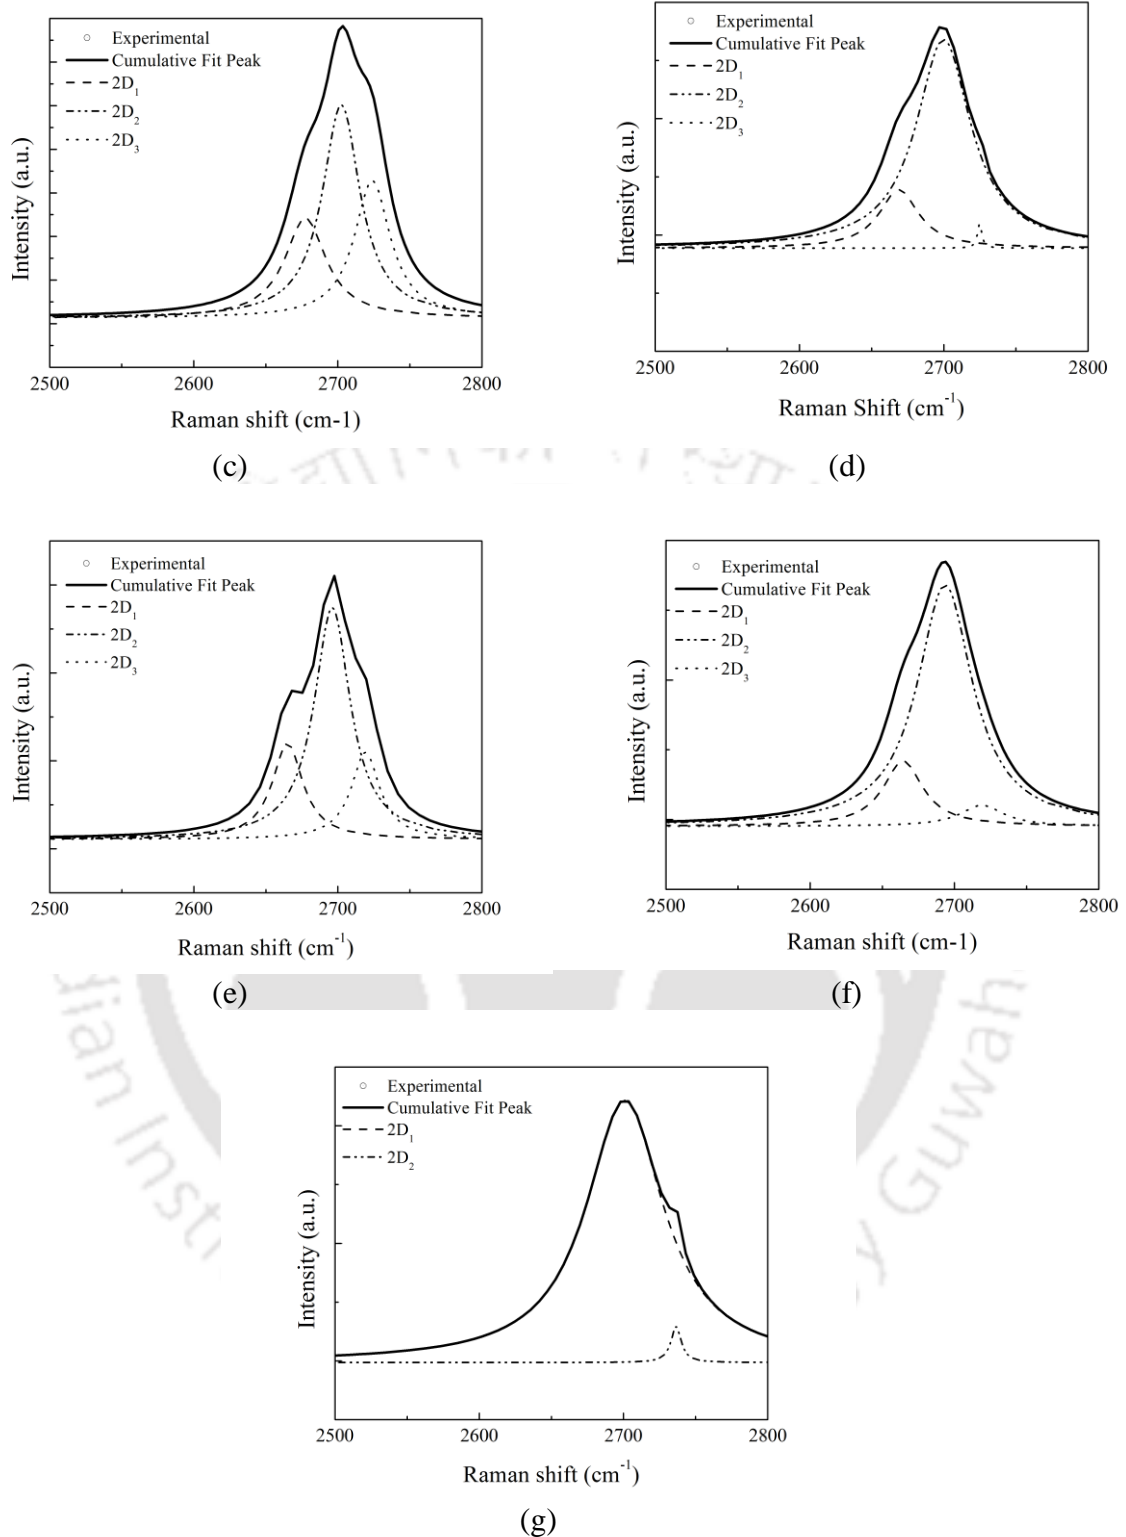 Experimental
Cumulative Fit Peak
2D1
2D2
2D3
Intensity (a.u.)
2500 2600 2700 2800
Raman shift (cm-1)
(c)
Experimental
Cumulative Fit Peak
2D1
2D2
2D3
Intensity (a.u.)
2500 2600 2700 2800
Raman Shift (cm-1)
(d)
Experimental
Cumulative Fit Peak
2D1
2D2
2D3
Intensity (a.u.)
2500 2600 2700 2800
Raman shift (cm-1)
(e)
Experimental
Cumulative Fit Peak
2D1
2D2
2D3
Intensity (a.u.)
2500 2600 2700 2800
Raman shift (cm-1)
(f)
Experimental
Cumulative Fit Peak
2D1
2D2
Intensity (a.u.)
2500 2600 2700 2800
Raman shift (cm-1)
(g)
dian Insti
y Guwah